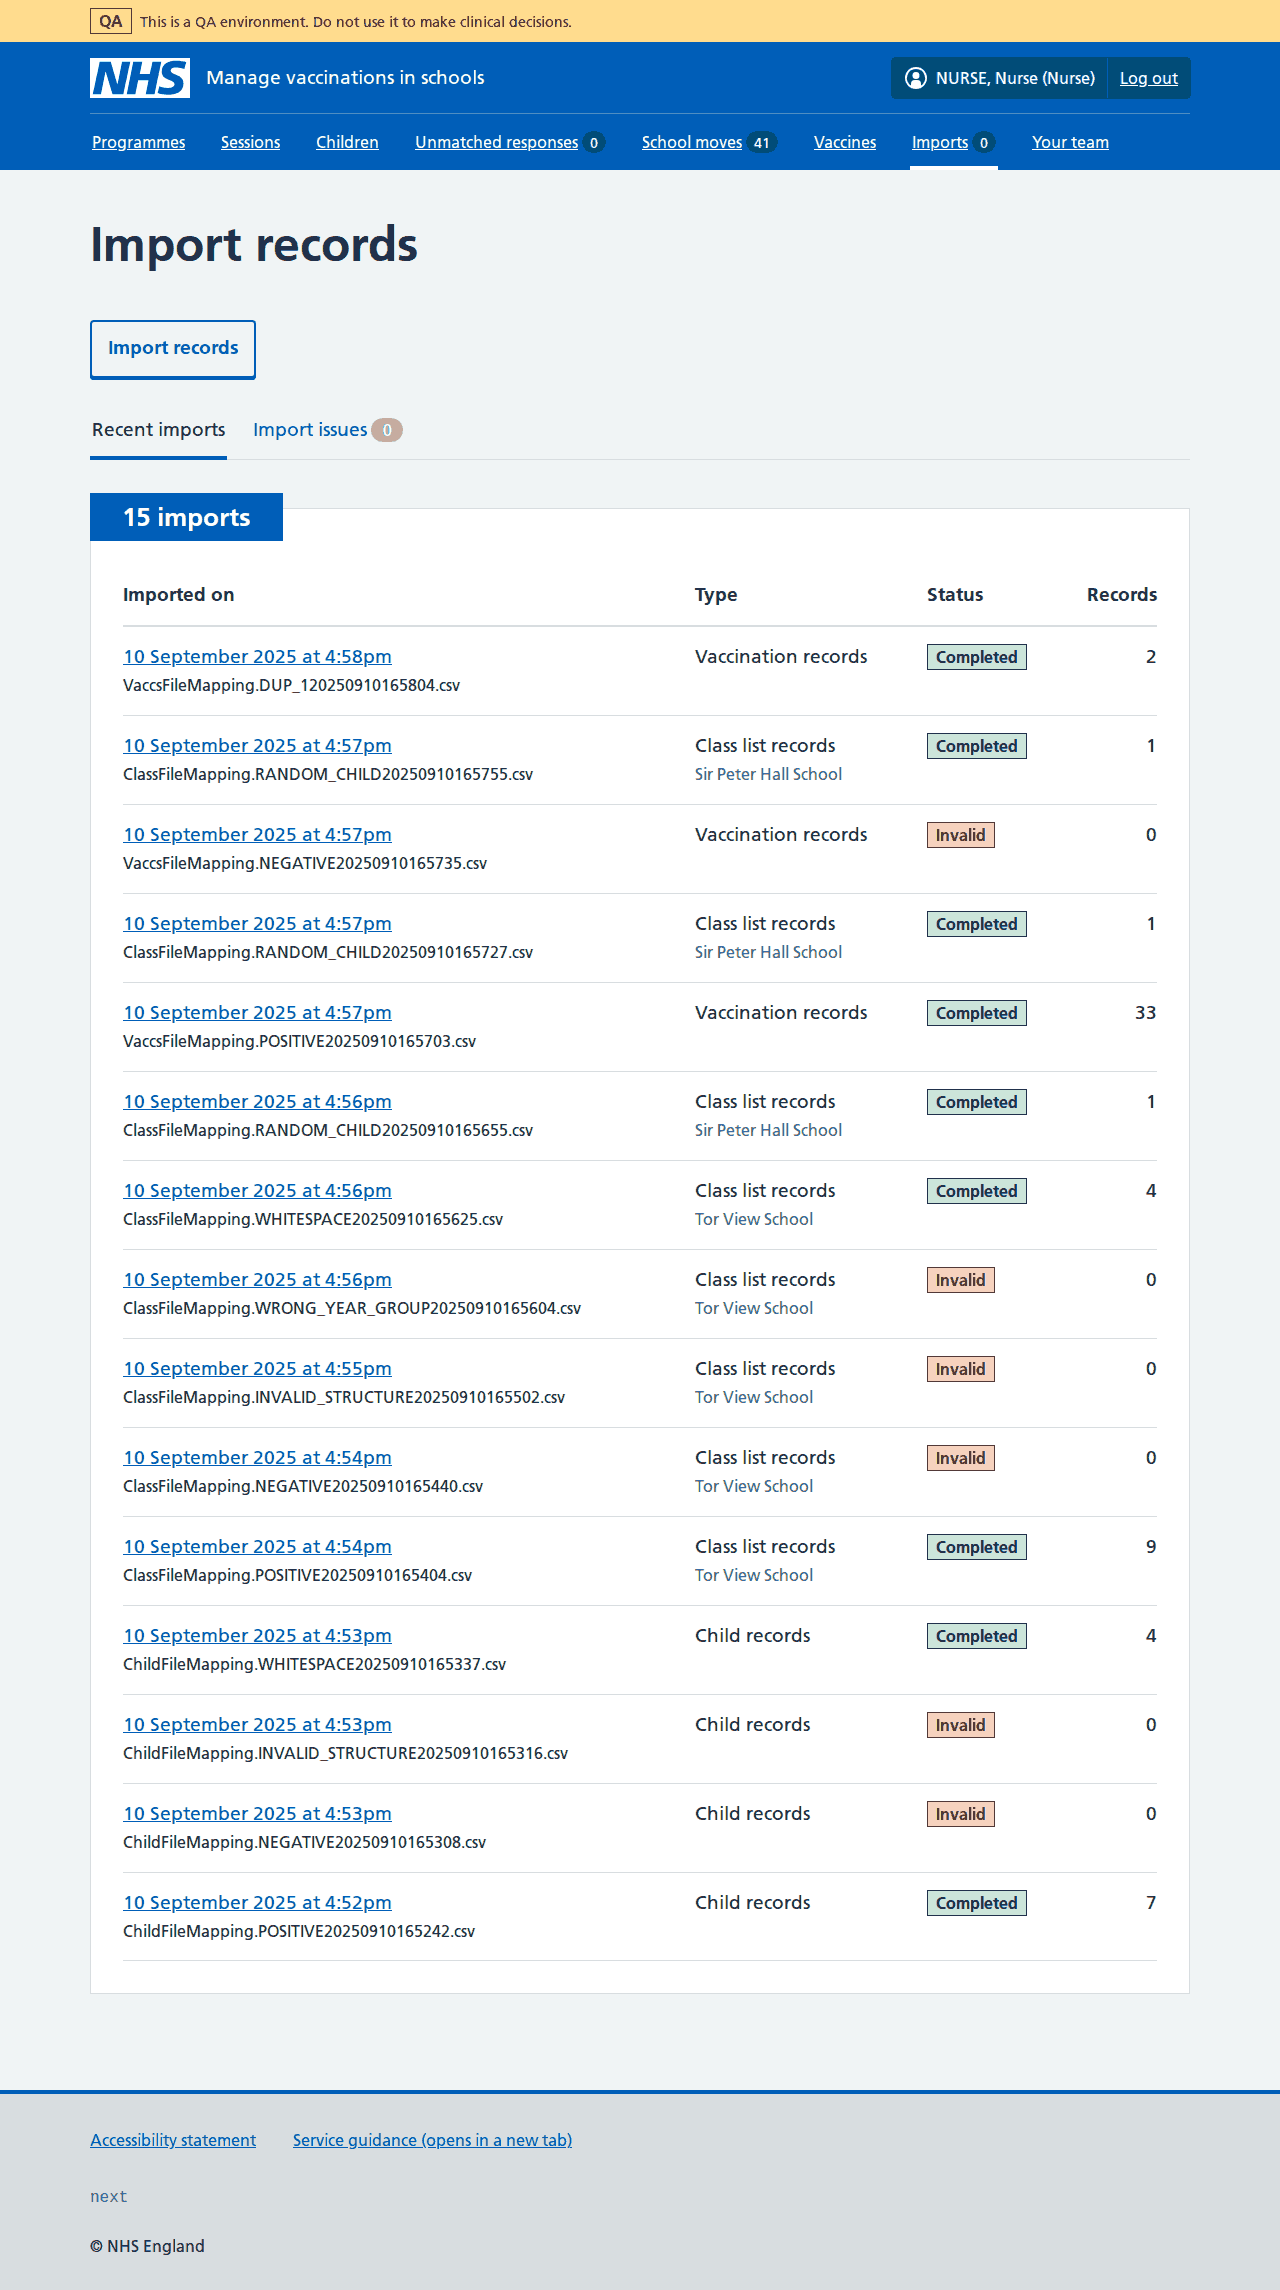 QA This is a QA environment. Do not use it to make clinical decisions.
NHS Manage vaccinations in schools NURSE, Nurse (Nurse) Log out
Programmes Sessions Children Unmatched responses 0 School moves 41 Vaccines Imports 0 Your team
Import records
Import records
Recent imports Import issues 0
15 imports
Imported on Type Status Records
10 September 2025 at 4:58pm Vaccination records Completed 2
VaccsFileMapping.DUP_120250910165804.csv
10 September 2025 at 4:57pm Class list records Completed 1
ClassFileMapping.RANDOM_CHILD20250910165755.csv Sir Peter Hall School
10 September 2025 at 4:57pm Vaccination records Invalid 0
VaccsFileMapping.NEGATIVE20250910165735.csv
10 September 2025 at 4:57pm Class list records Completed 1
ClassFileMapping.RANDOM_CHILD20250910165727.csv Sir Peter Hall School
10 September 2025 at 4:57pm Vaccination records Completed 33
VaccsFileMapping.POSITIVE20250910165703.csv
10 September 2025 at 4:56pm Class list records Completed 1
ClassFileMapping.RANDOM_CHILD20250910165655.csv Sir Peter Hall School
10 September 2025 at 4:56pm Class list records Completed 4
ClassFileMapping.WHITESPACE20250910165625.csv Tor View School
10 September 2025 at 4:56pm Class list records Invalid 0
ClassFileMapping.WRONG_YEAR_GROUP20250910165604.csv Tor View School
10 September 2025 at 4:55pm Class list records Invalid 0
ClassFileMapping.INVALID_STRUCTURE20250910165502.csv Tor View School
10 September 2025 at 4:54pm Class list records Invalid 0
ClassFileMapping.NEGATIVE20250910165440.csv Tor View School
10 September 2025 at 4:54pm Class list records Completed 9
ClassFileMapping.POSITIVE20250910165404.csv Tor View School
10 September 2025 at 4:53pm Child records Completed 4
ChildFileMapping.WHITESPACE20250910165337.csv
10 September 2025 at 4:53pm Child records Invalid 0
ChildFileMapping.INVALID_STRUCTURE20250910165316.csv
10 September 2025 at 4:53pm Child records Invalid 0
ChildFileMapping.NEGATIVE20250910165308.csv
10 September 2025 at 4:52pm Child records Completed 7
ChildFileMapping.POSITIVE20250910165242.csv
Accessibility statement Service guidance (opens in a new tab)
next
© NHS England